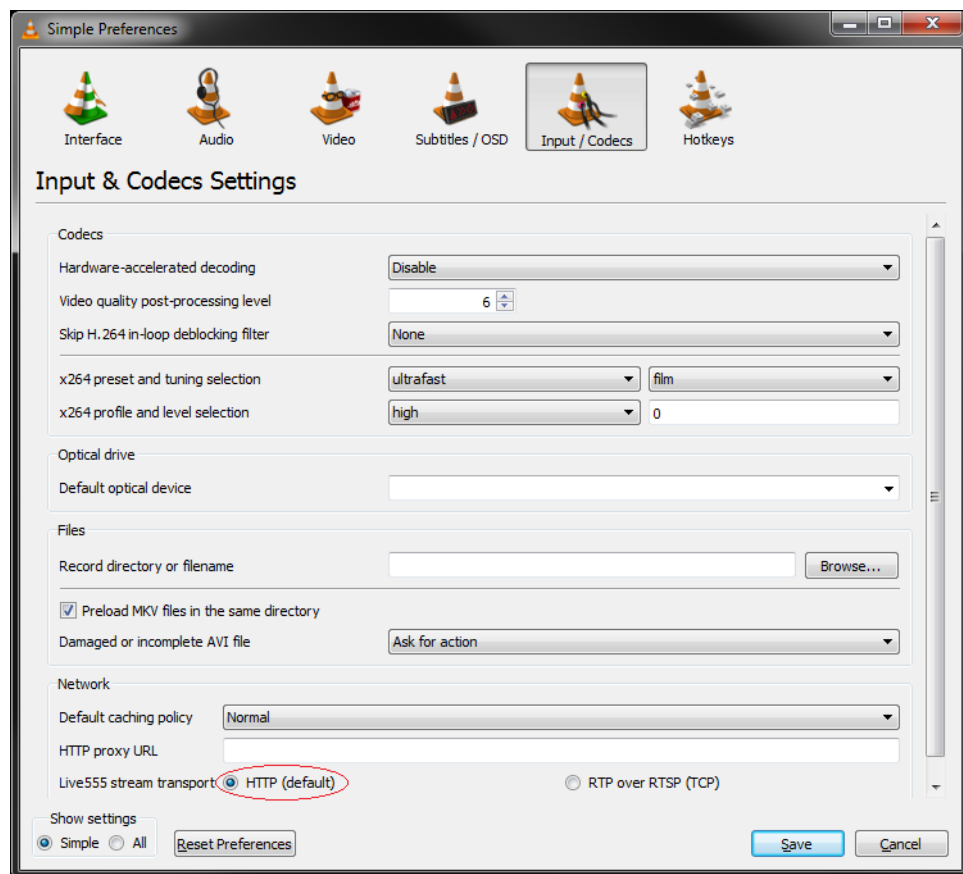 Simple Preferences
Interface Audio Video Subtitles / OSD Input / Codecs Hotkeys
Input & Codecs Settings
Codecs
Hardware-accelerated decoding Disable
Video quality post-processing level 6
Skip H.264 in-loop deblocking filter None
x264 preset and tuning selection ultrafast film
x264 profile and level selection high 0
Optical drive
Default optical device
Files
Record directory or filename Browse...
Preload MKV files in the same directory
Damaged or incomplete AVI file Ask for action
Network
Default caching policy Normal
HTTP proxy URL
Live555 stream transport HTTP (default) RTP over RTSP (TCP)
Show settings
Simple All Reset Preferences Save Cancel